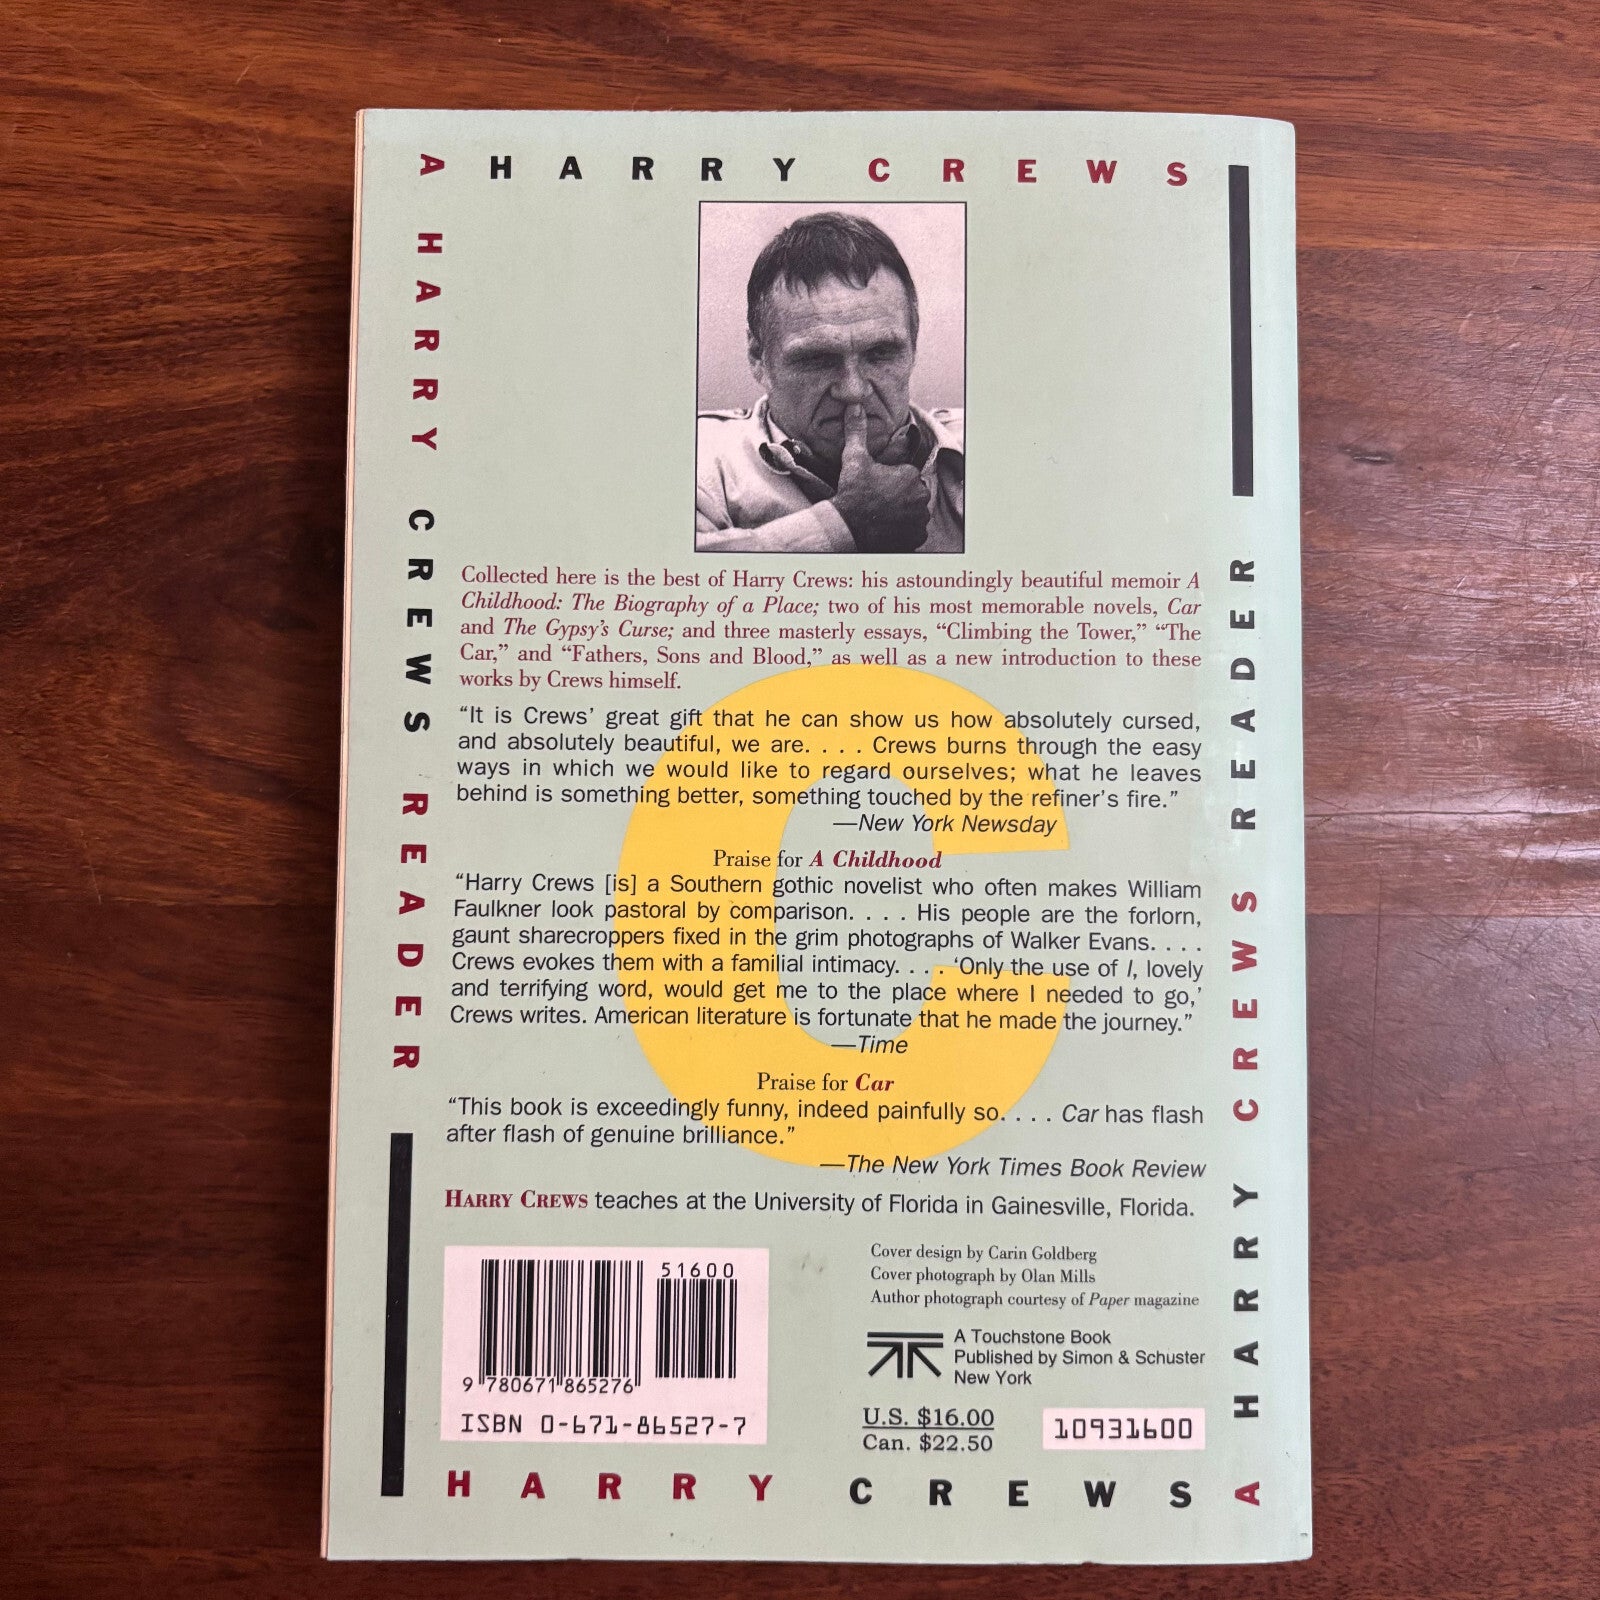 A HARRY CREWS
A HARRY CREWS READER
A HARRY CREWS READER
Collected here is the best of Harry Crews: his astoundingly beautiful memoir A
Childhood: The Biography of a Place; two of his most memorable novels, Car
and The Gypsy's Curse; and three masterly essays, “Climbing the Tower,” “The
Car,” and “Fathers, Sons and Blood,” as well as a new introduction to these
works by Crews himself.
“It is Crews’ great gift that he can show us how absolutely cursed,
and absolutely beautiful, we are. . . . Crews burns through the easy
ways in which we would like to regard ourselves; what he leaves
behind is something better, something touched by the refiner’s fire.”
—New York Newsday
Praise for A Childhood
“Harry Crews [is] a Southern gothic novelist who often makes William
Faulkner look pastoral by comparison. . . . His people are the forlorn,
gaunt sharecroppers fixed in the grim photographs of Walker Evans. . . .
Crews evokes them with a familial intimacy. . . . ‘Only the use of I, lovely
and terrifying word, would get me to the place where I needed to go,’
Crews writes. American literature is fortunate that he made the journey.”
—Time
Praise for Car
“This book is exceedingly funny, indeed painfully so. . . . Car has flash
after flash of genuine brilliance.”
—The New York Times Book Review
HARRY CREWS teaches at the University of Florida in Gainesville, Florida.
51600
9 780671 865276
ISBN 0-671-86527-7
Cover design by Carin Goldberg
Cover photograph by Olan Mills
Author photograph courtesy of Paper magazine
A Touchstone Book
Published by Simon & Schuster
New York
U.S. $16.00
Can. $22.50
10931600
HARRY CREWS
C